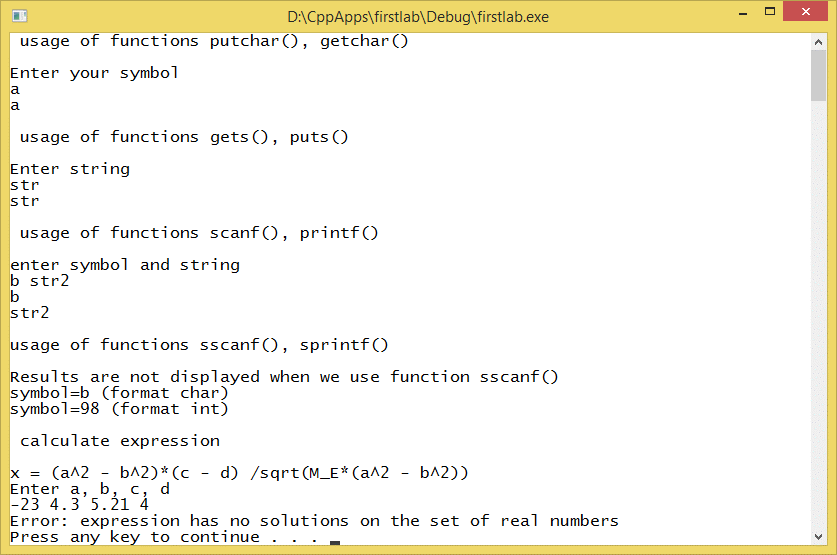 D:\CppApps\firstlab\Debug\firstlab.exe
usage of functions putchar(), getchar()
Enter your symbol
a
a
usage of functions gets(), puts()
Enter string
str
str
usage of functions scanf(), printf()
enter symbol and string
b str2
b
str2
usage of functions sscanf(), sprintf()
Results are not displayed when we use function sscanf()
symbol=b (format char)
symbol=98 (format int)
calculate expression
x = (a^2 - b^2)*(c - d) /sqrt(M_E*(a^2 - b^2))
Enter a, b, c, d
-23 4.3 5.21 4
Error: expression has no solutions on the set of real numbers
Press any key to continue . . .